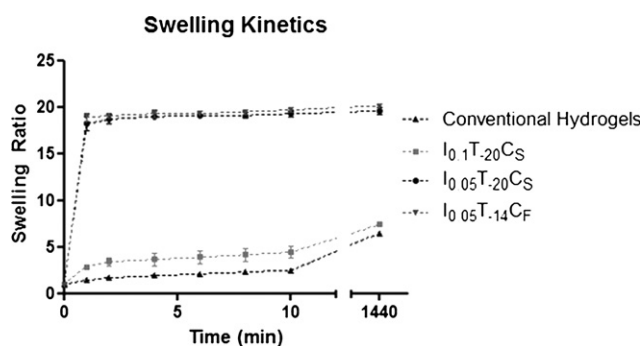 Swelling Kinetics
25
20
15
10
5
0
Swelling Ratio
0
5
10
1440
Time (min)
Conventional Hydrogels
I0.1T-20CS
I0 05T-20CS
I0 05T-14CF